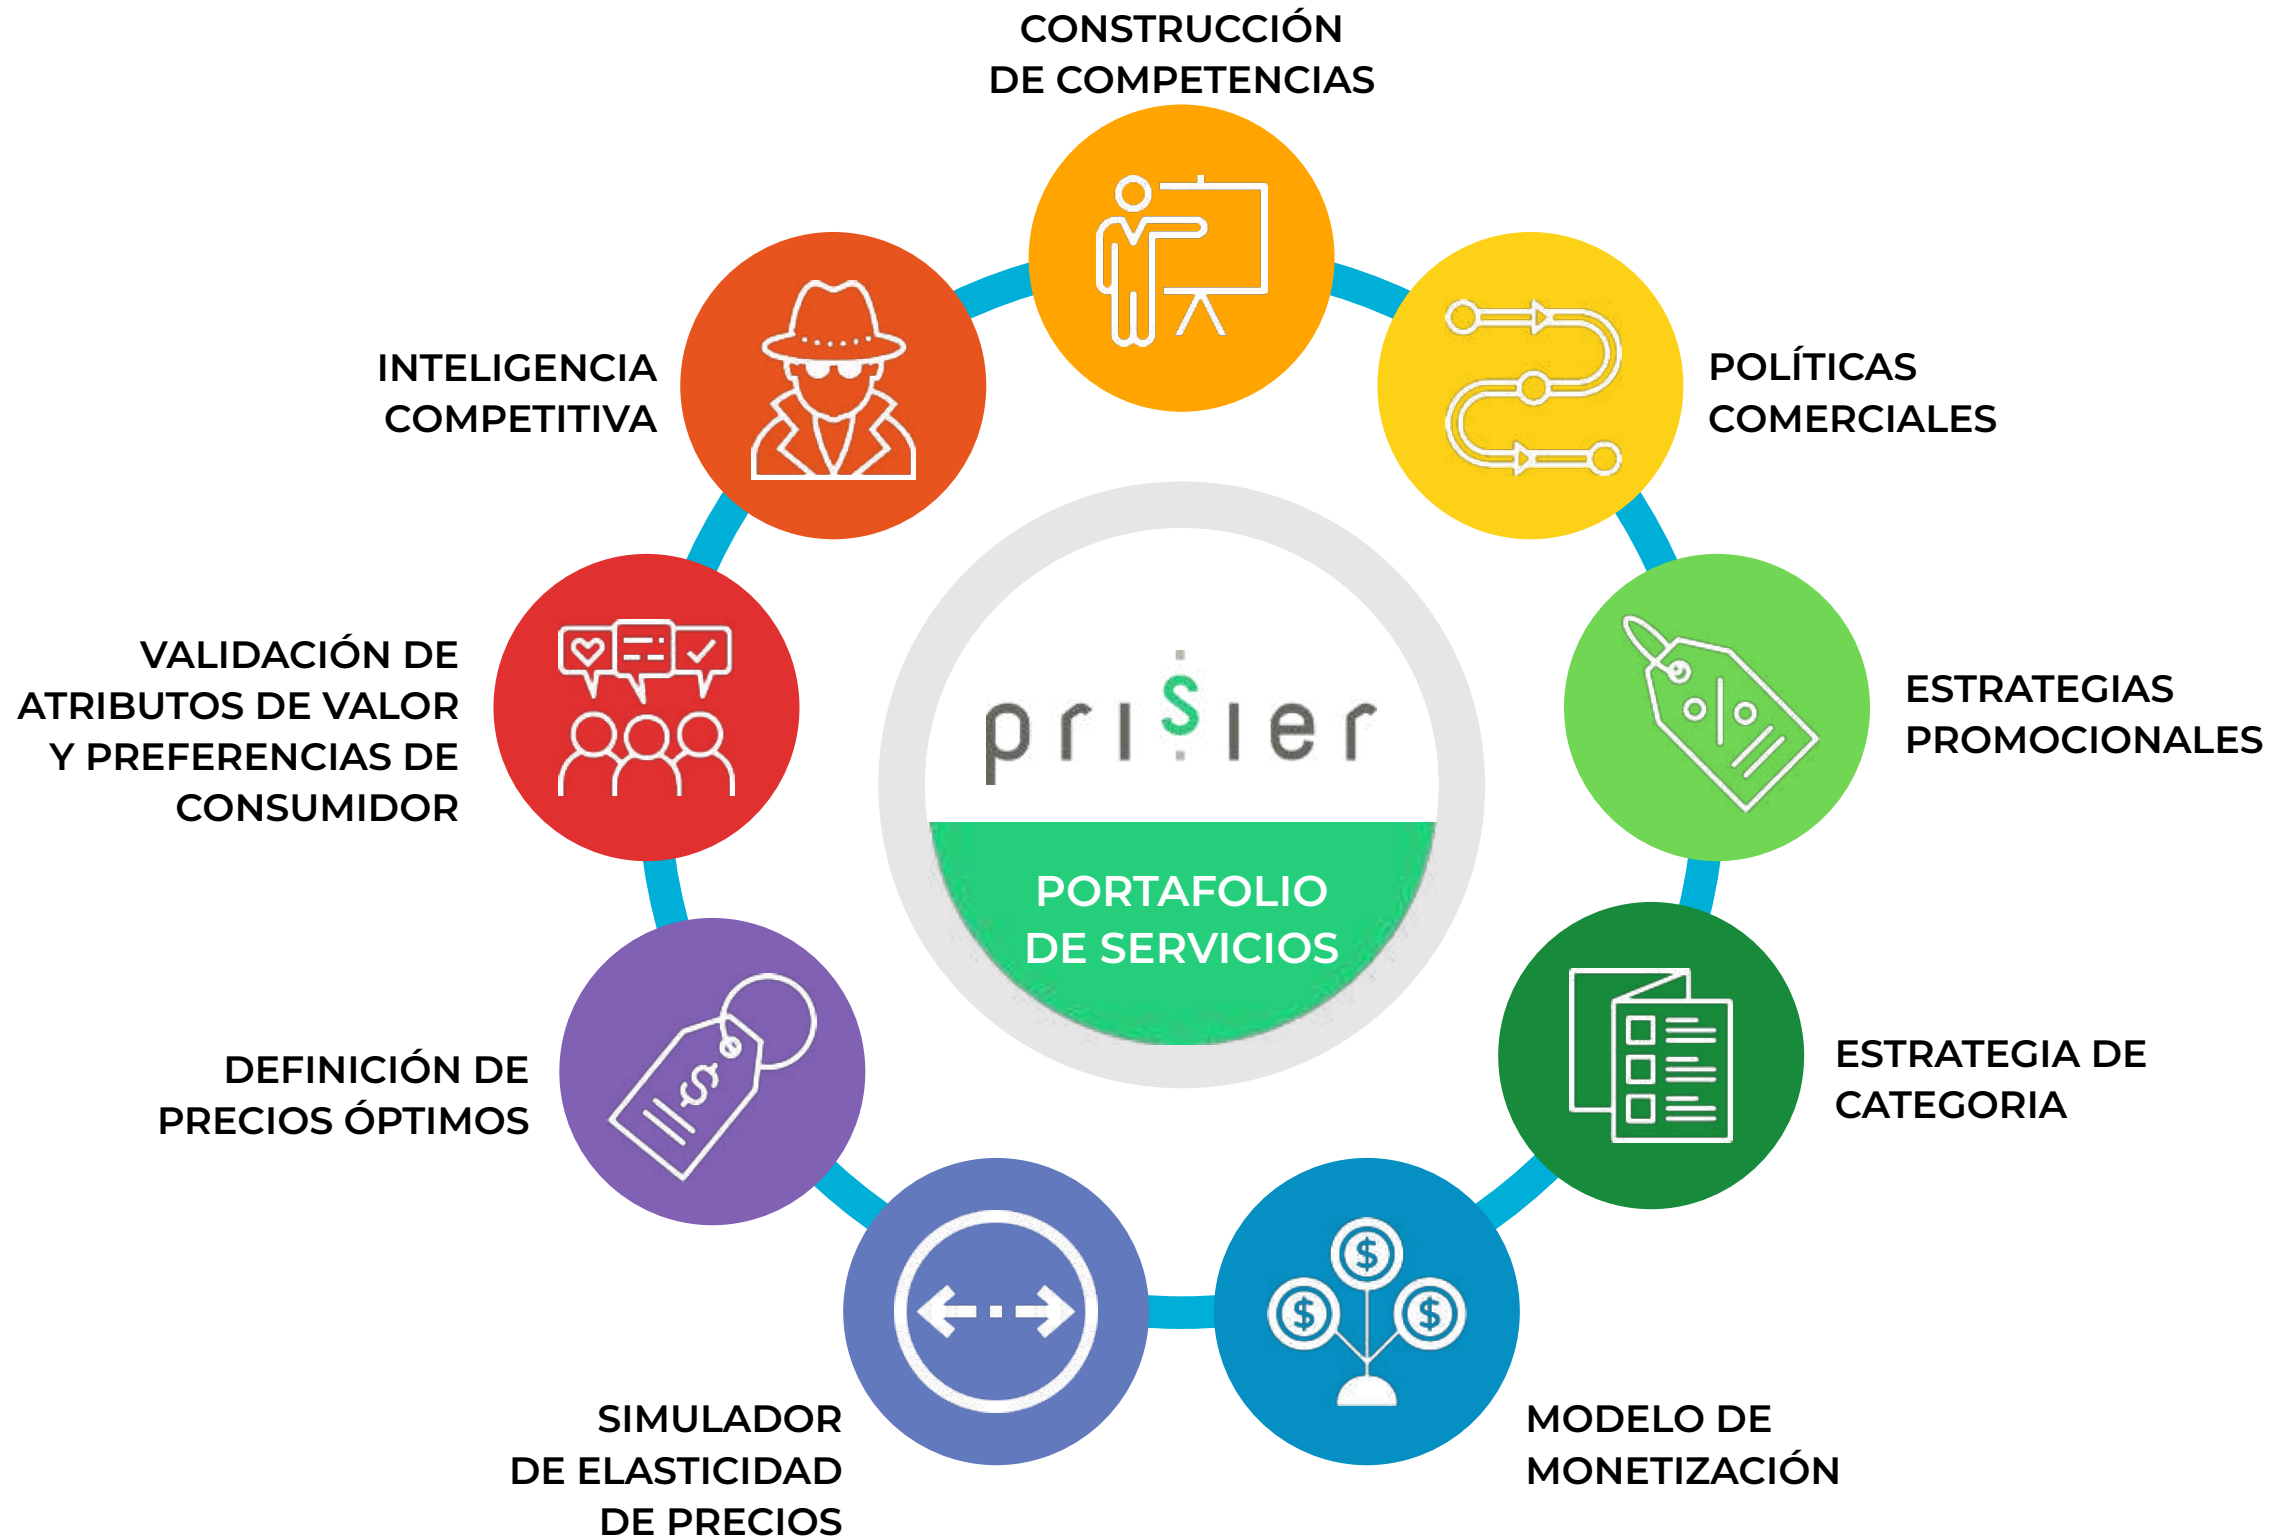 CONSTRUCCIÓN
DE COMPETENCIAS
INTELIGENCIA
COMPETITIVA
POLÍTICAS
COMERCIALES
VALIDACIÓN DE
ATRIBUTOS DE VALOR
Y PREFERENCIAS DE
CONSUMIDOR
prisier
PORTAFOLIO
DE SERVICIOS
ESTRATEGIAS
PROMOCIONALES
DEFINICIÓN DE
PRECIOS ÓPTIMOS
ESTRATEGIA DE
CATEGORIA
SIMULADOR
DE ELASTICIDAD
DE PRECIOS
MODELO DE
MONETIZACIÓN